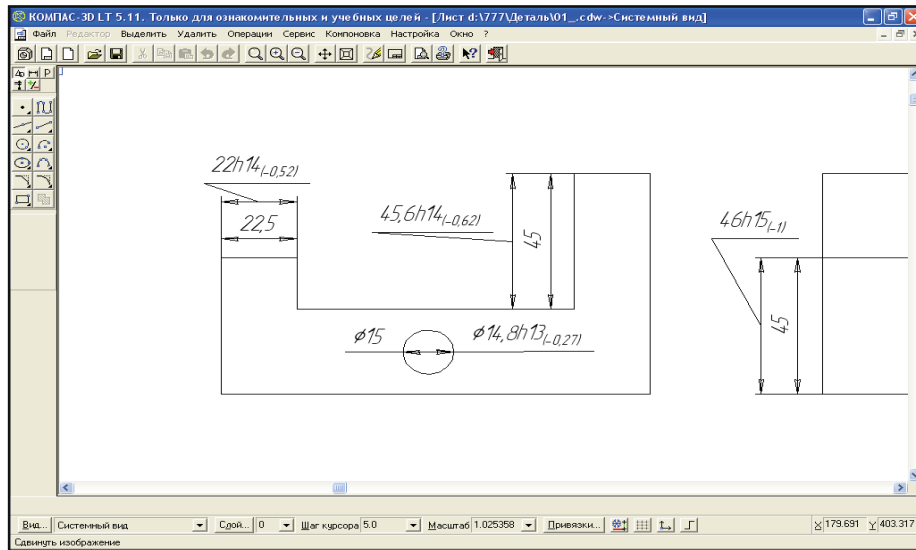 КОМПАС-3D LT 5.11. Только для ознакомительных и учебных целей - [Лист d:\777\Деталь\01_.cdw->Системный вид]
Файл Редактор Выделить Удалить Операции Сервис Компоновка Настройка Окно ?
22h14(-0,52)
22,5
45,6h14(-0,62)
45
46h15(-1)
45
ϕ15
ϕ14,8h13(-0,27)
Вид... Системный вид Слой... 0 Шаг курсора 5.0 Масштаб 1.025358 Привязки... X 179.691 Y 403.317
Сдвинуть изображение